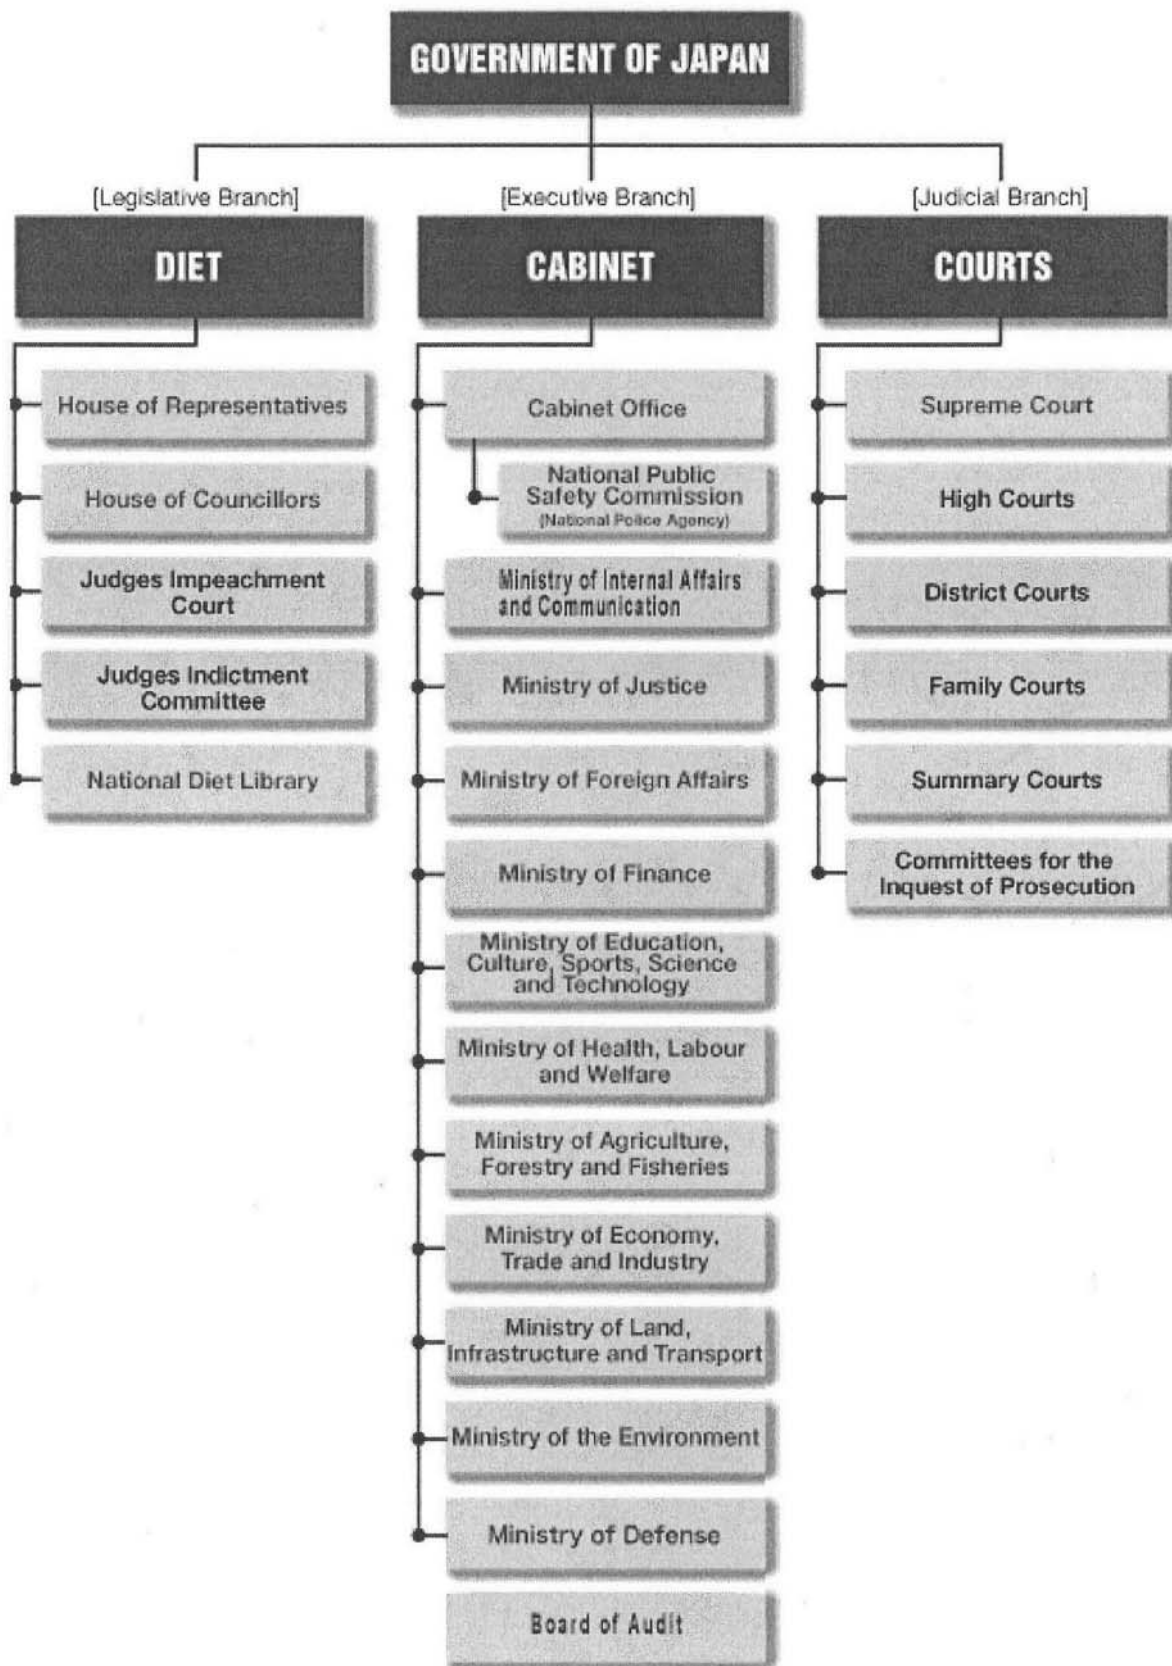 GOVERNMENT OF JAPAN
[Legislative Branch]
DIET
House of Representatives
House of Councillors
Judges Impeachment
Court
Judges Indictment
Committee
National Diet Library
[Executive Branch]
CABINET
Cabinet Office
National Public
Safety Commission
(National Police Agency)
Ministry of Internal Affairs
and Communication
Ministry of Justice
Ministry of Foreign Affairs
Ministry of Finance
Ministry of Education,
Culture, Sports, Science
and Technology
Ministry of Health, Labour
and Welfare
Ministry of Agriculture,
Forestry and Fisheries
Ministry of Economy,
Trade and Industry
Ministry of Land,
Infrastructure and Transport
Ministry of the Environment
Ministry of Defense
Board of Audit
[Judicial Branch]
COURTS
Supreme Court
High Courts
District Courts
Family Courts
Summary Courts
Committees for the
Inquest of Prosecution